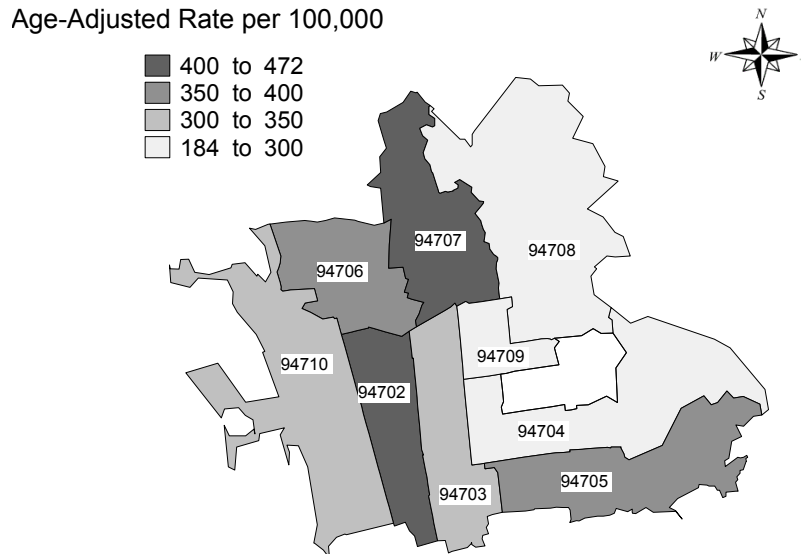 Age-Adjusted Rate per 100,000
400 to 472
350 to 400
300 to 350
184 to 300
N
W
S
94707
94708
94706
94709
94710
94702
94704
94705
94703